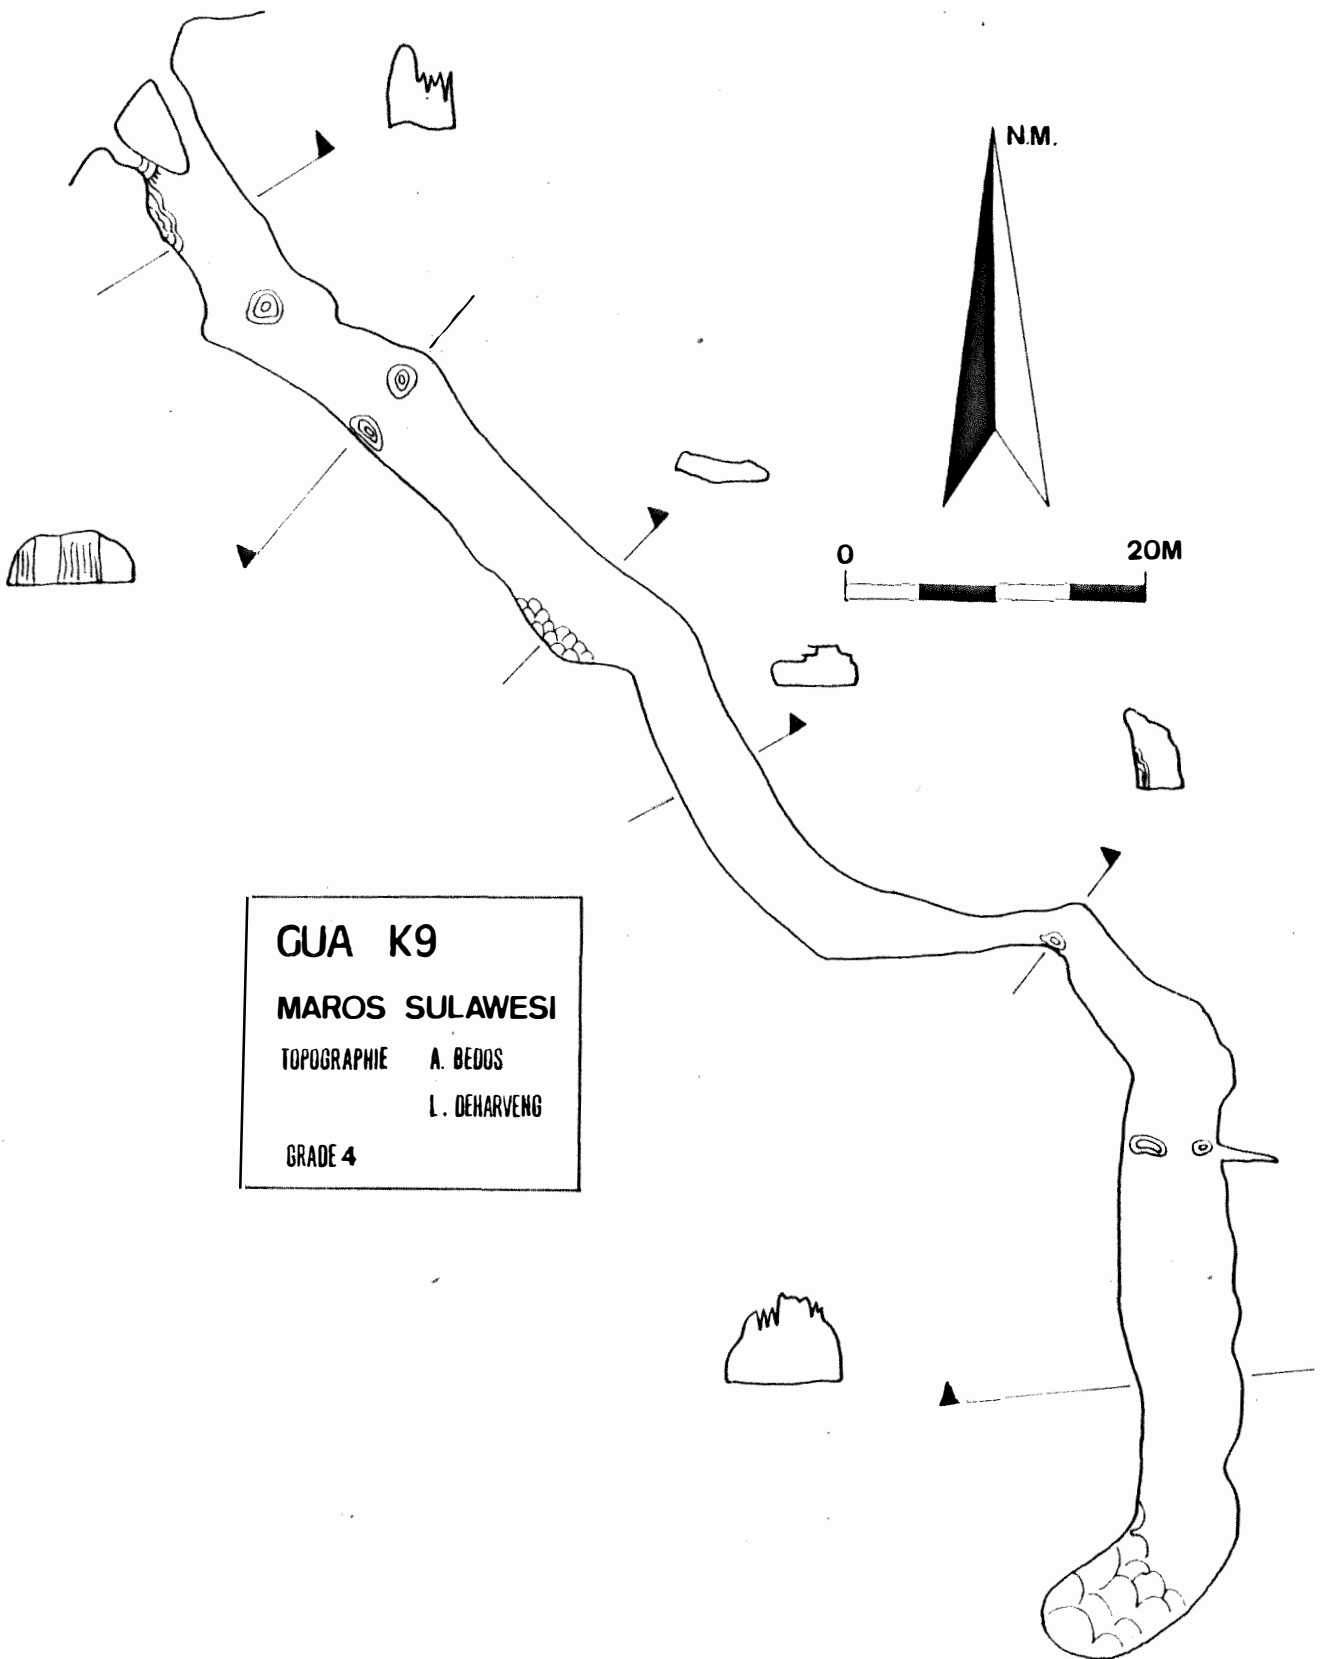 N.M.
0 20M
GUA K9
MAROS SULAWESI
TOPOGRAPHIE A. BEDOS
L. DEHARVENG
GRADE 4